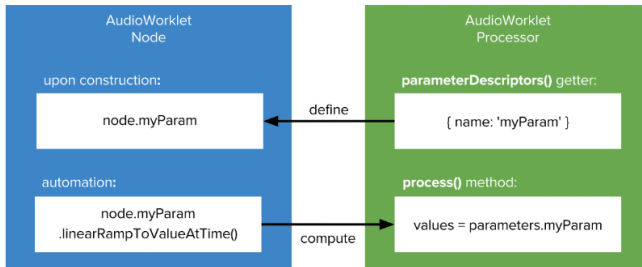 AudioWorklet
Node
upon construction:
node.myParam
automation:
node.myParam
.linearRampToValueAtTime()
define
compute
AudioWorklet
Processor
parameterDescriptors() getter:
{ name: 'myParam' }
process() method:
values = parameters.myParam